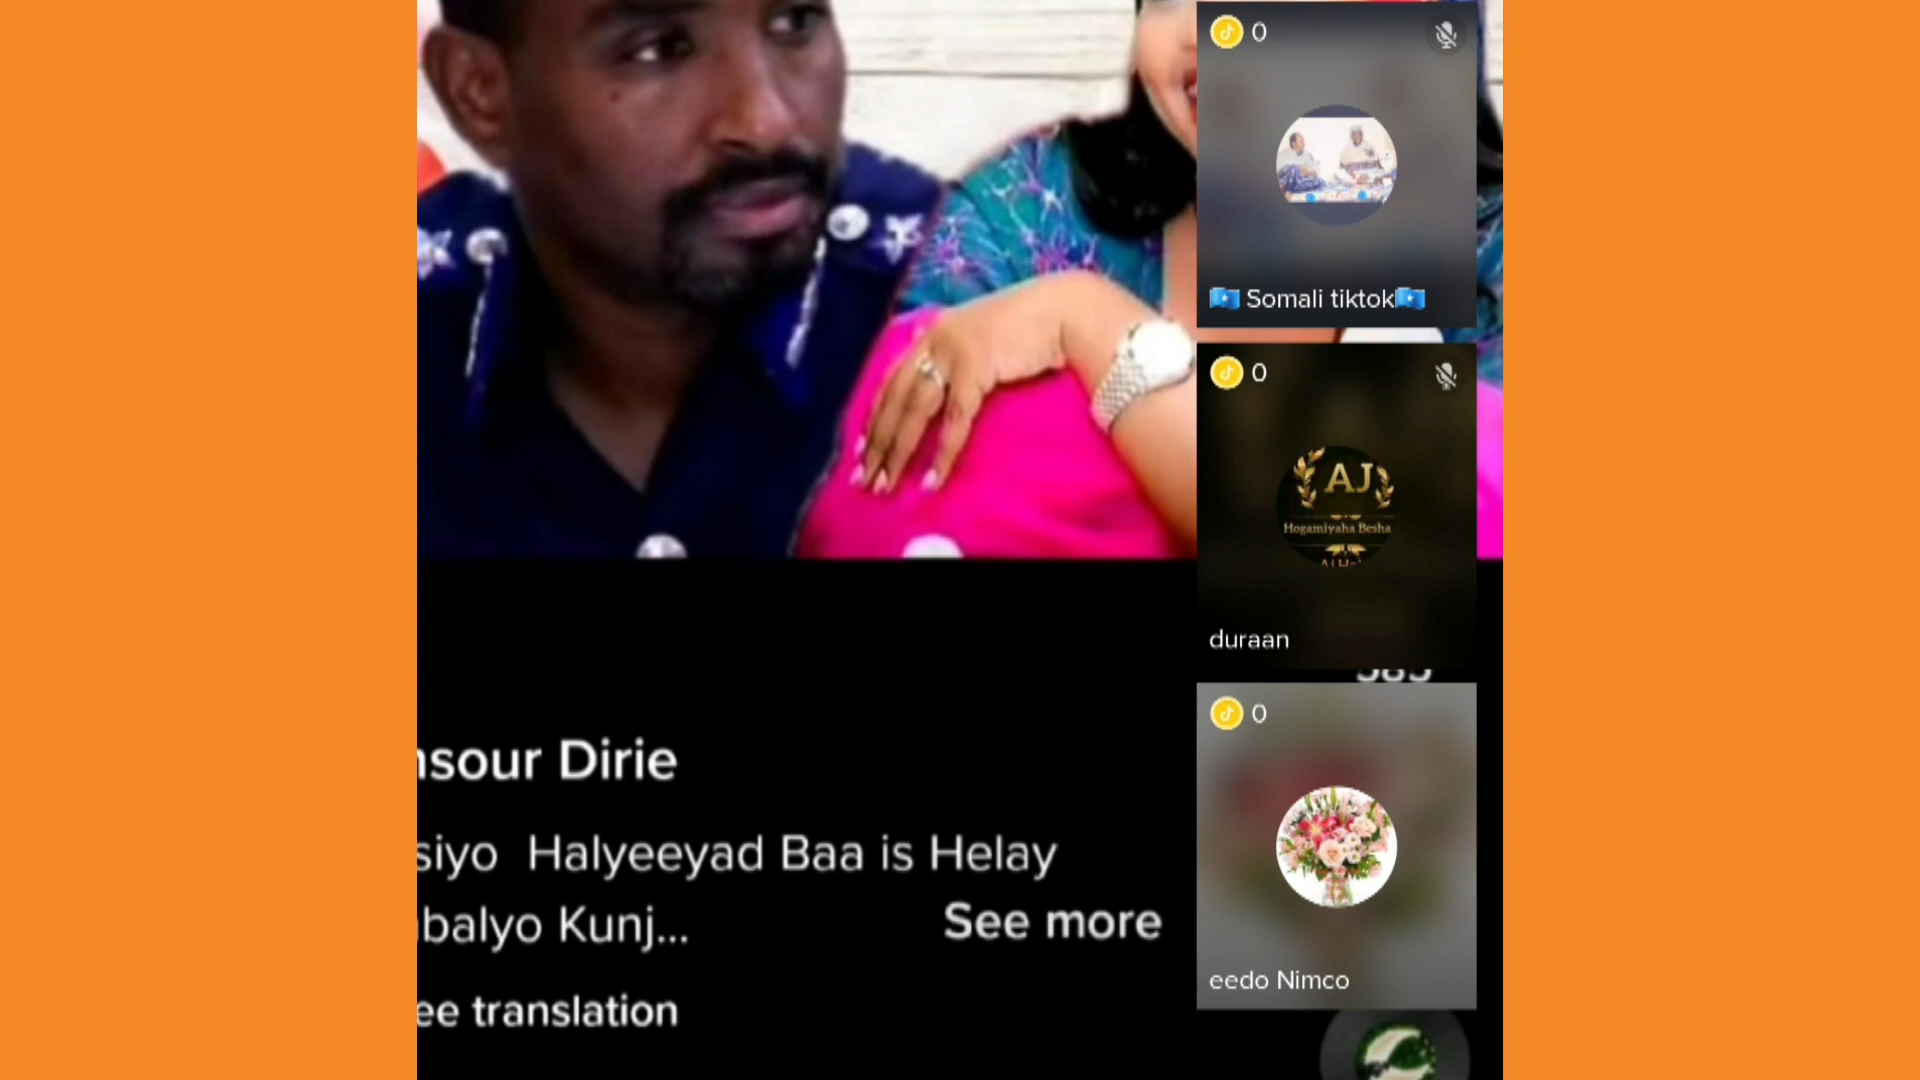 0
🇸🇴 Somali tiktok🇸🇴
0
AJ
Hogamiyaha Besha
duraan
0
eedo Nimco
nsour Dirie
siyo Halyeeyad Baa is Helay
balyo Kunj...
See more
ee translation